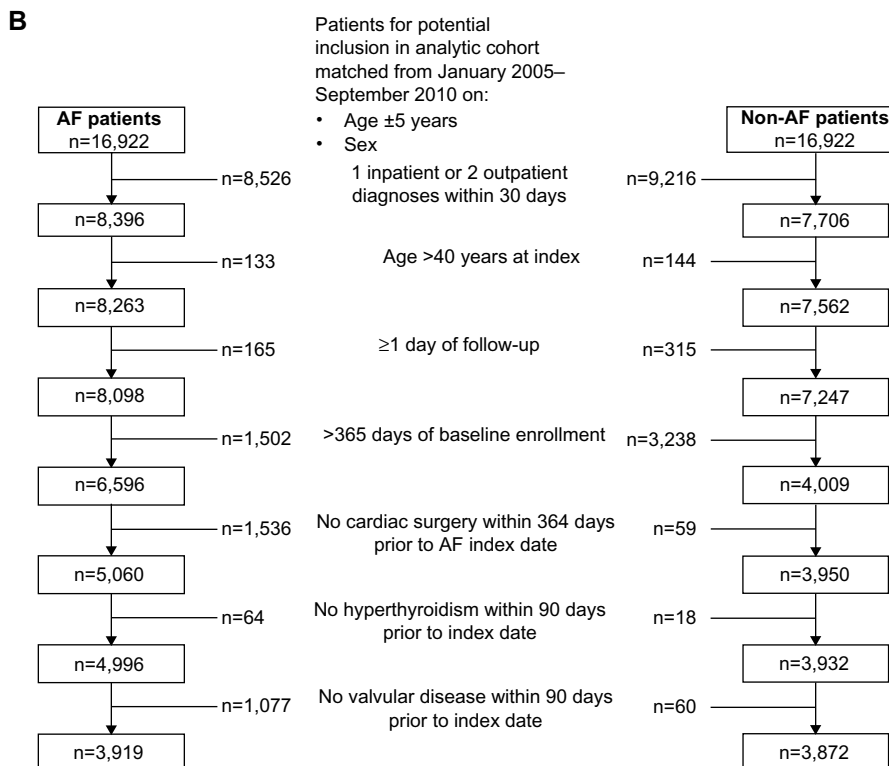 B
Patients for potential
inclusion in analytic cohort
matched from January 2005–
September 2010 on:
• Age ±5 years
• Sex
AF patients
n=16,922
Non-AF patients
n=16,922
n=8,526
1 inpatient or 2 outpatient
diagnoses within 30 days
n=9,216
n=8,396
n=7,706
n=133
Age >40 years at index
n=144
n=8,263
n=7,562
n=165
≥1 day of follow-up
n=315
n=8,098
n=7,247
n=1,502
>365 days of baseline enrollment
n=3,238
n=6,596
n=4,009
n=1,536
No cardiac surgery within 364 days
prior to AF index date
n=59
n=5,060
n=3,950
n=64
No hyperthyroidism within 90 days
prior to index date
n=18
n=4,996
n=3,932
n=1,077
No valvular disease within 90 days
prior to index date
n=60
n=3,919
n=3,872